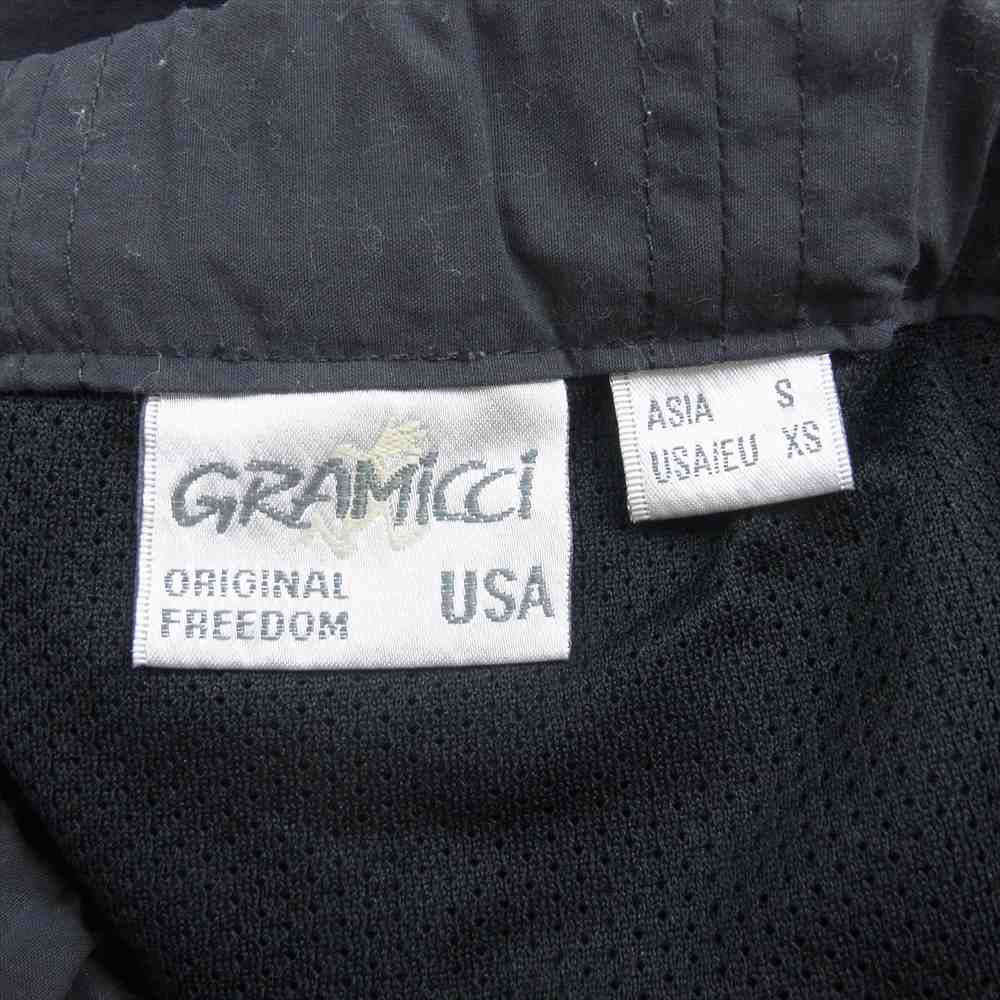 GRAMICCI
ORIGINAL
FREEDOM
USA
ASIA S
USA/EU XS